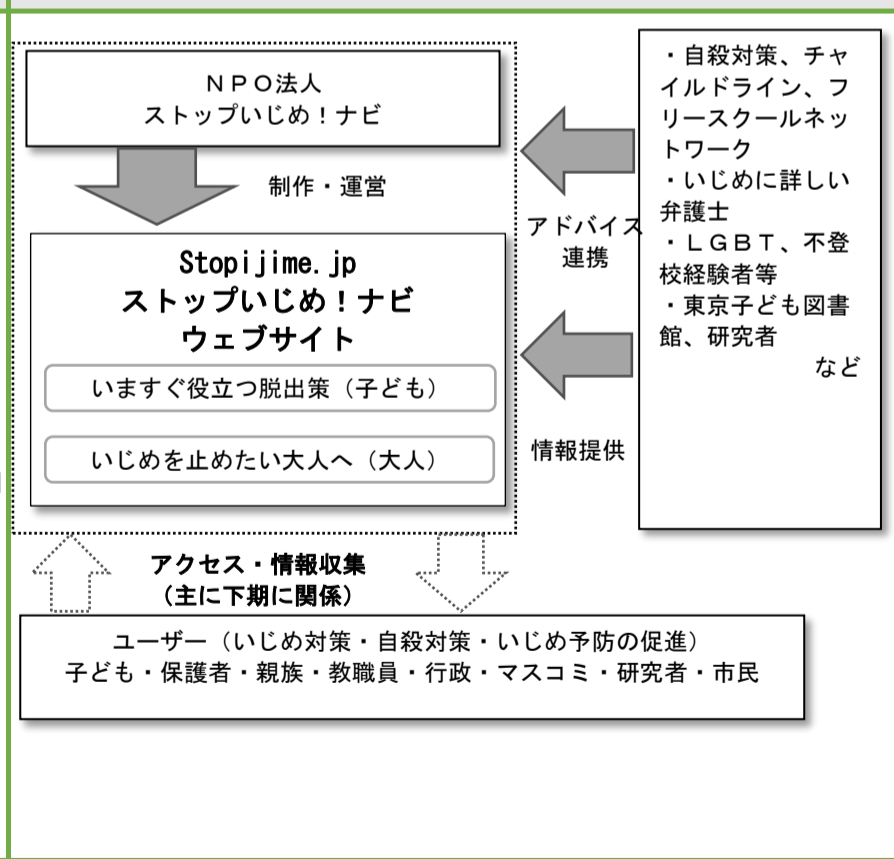 ＮＰＯ法人
ストップいじめ！ナビ
制作・運営
Stopijime.jp
ストップいじめ！ナビ
ウェブサイト
いますぐ役立つ脱出策（子ども）
いじめを止めたい大人へ（大人）
アドバイス
連携
情報提供
・自殺対策、チャ
イルドライン、フ
リースクールネッ
トワーク
・いじめに詳しい
弁護士
・ＬＧＢＴ、不登
校経験者等
・東京子ども図書
館、研究者
など
アクセス・情報収集
（主に下期に関係）
ユーザー（いじめ対策・自殺対策・いじめ予防の促進）
子ども・保護者・親族・教職員・行政・マスコミ・研究者・市民